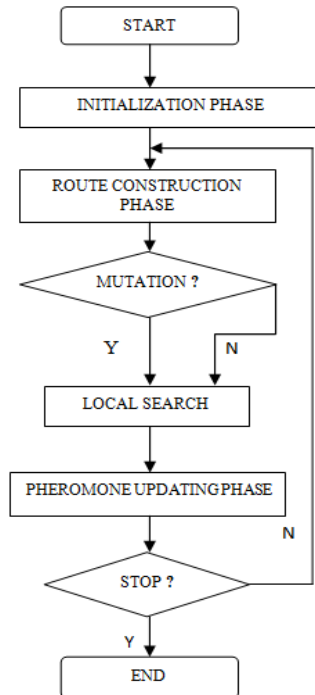 START
INITIALIZATION PHASE
ROUTE CONSTRUCTION
PHASE
MUTATION ?
Y
N
LOCAL SEARCH
PHEROMONE UPDATING PHASE
N
STOP ?
Y
END